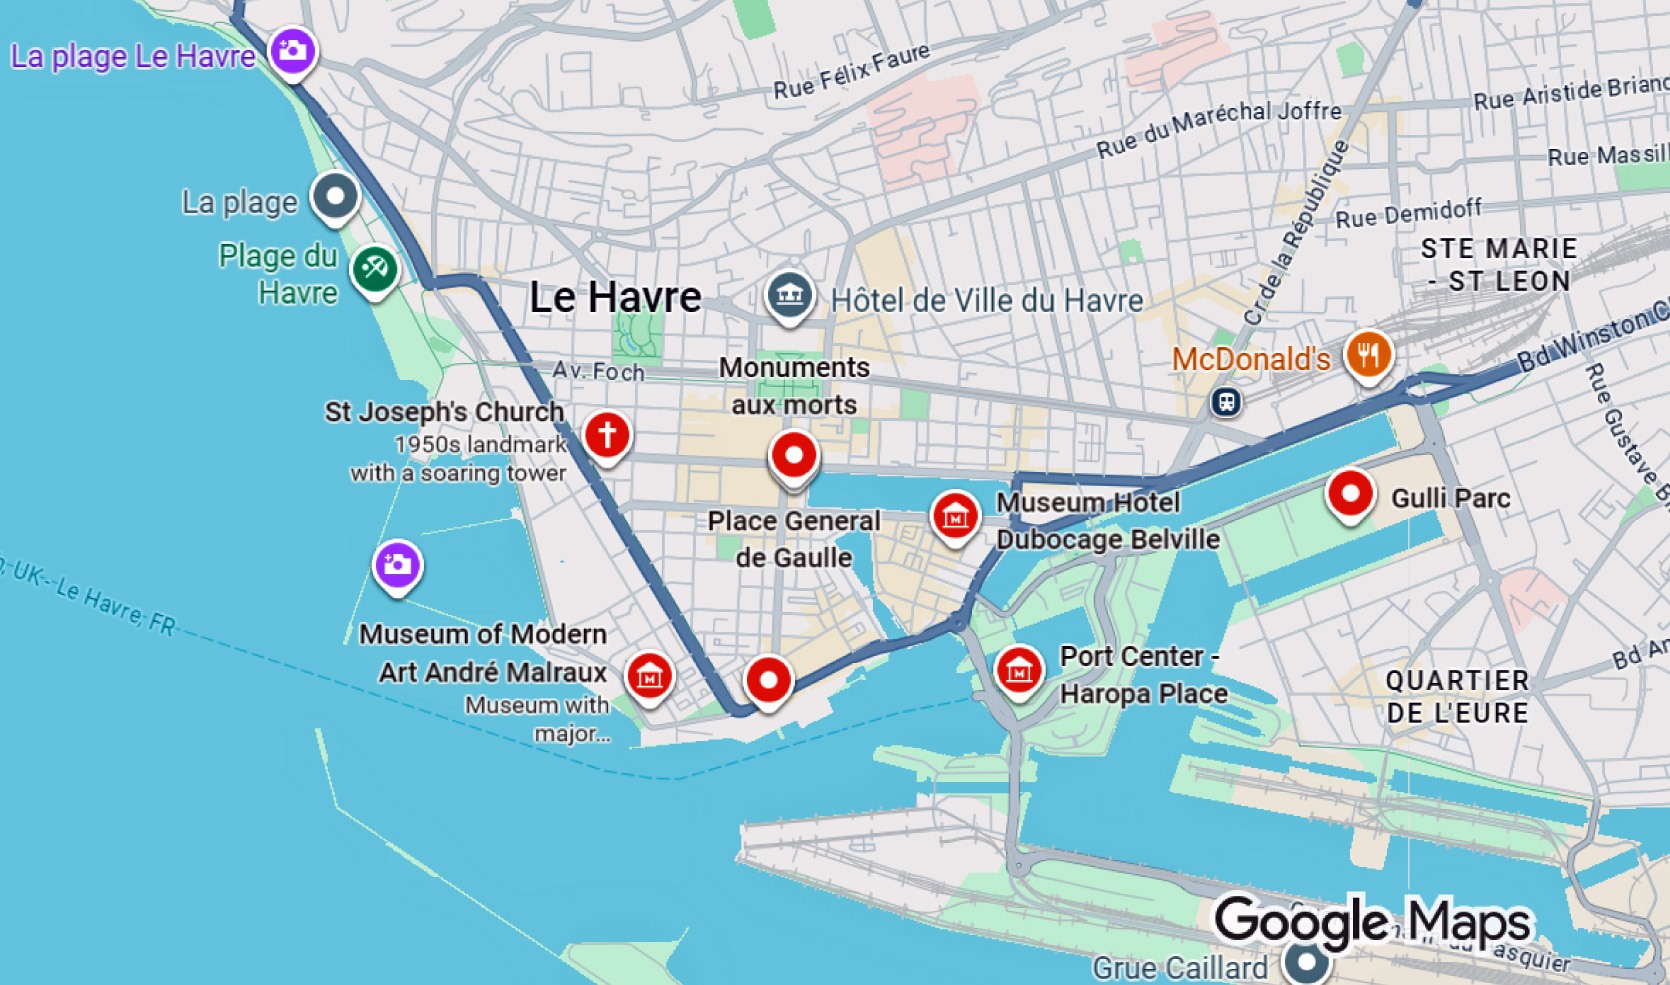 La plage Le Havre
Rue Félix Faure
Rue du Maréchal Joffre
Rue Aristide
Rue Demidoff
Cr de la République
La plage
Plage du
Havre
STE MARIE
- ST LEON
Le Havre
Hôtel de Ville du Havre
McDonald's
Bd Winston
Av. Foch
Monuments
aux morts
St Joseph's Church
1950s landmark
with a soaring tower
Rue Gustave
Museum Hotel
Dubocage Belville
Gulli Parc
Place General
de Gaulle
UK - Le Havre, FR
Museum of Modern
Art André Malraux
Museum with
major...
Port Center -
Haropa Place
QUARTIER
DE L'EURE
Bd
Google Maps
Grue Caillard